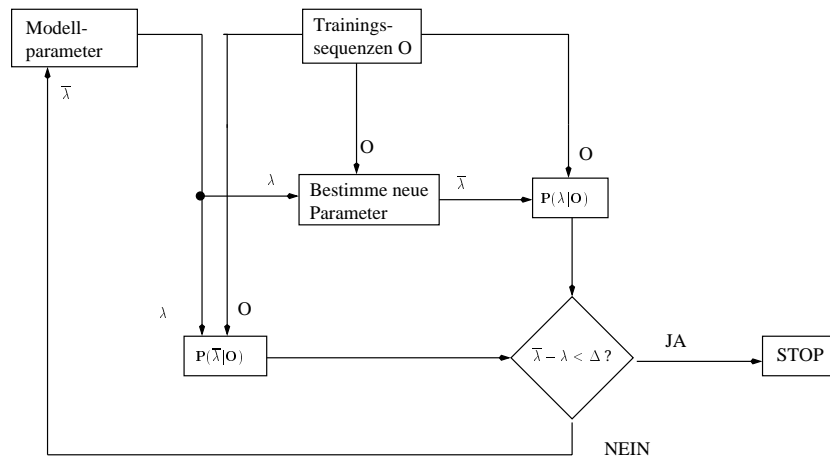 Modell-
parameter
Trainings-
sequenzen O
λ̅
O
O
λ
Bestimme neue
Parameter
λ̅
P(λ|O)
λ
O
P(λ̅|O)
λ̅ − λ < Δ ?
JA
STOP
NEIN